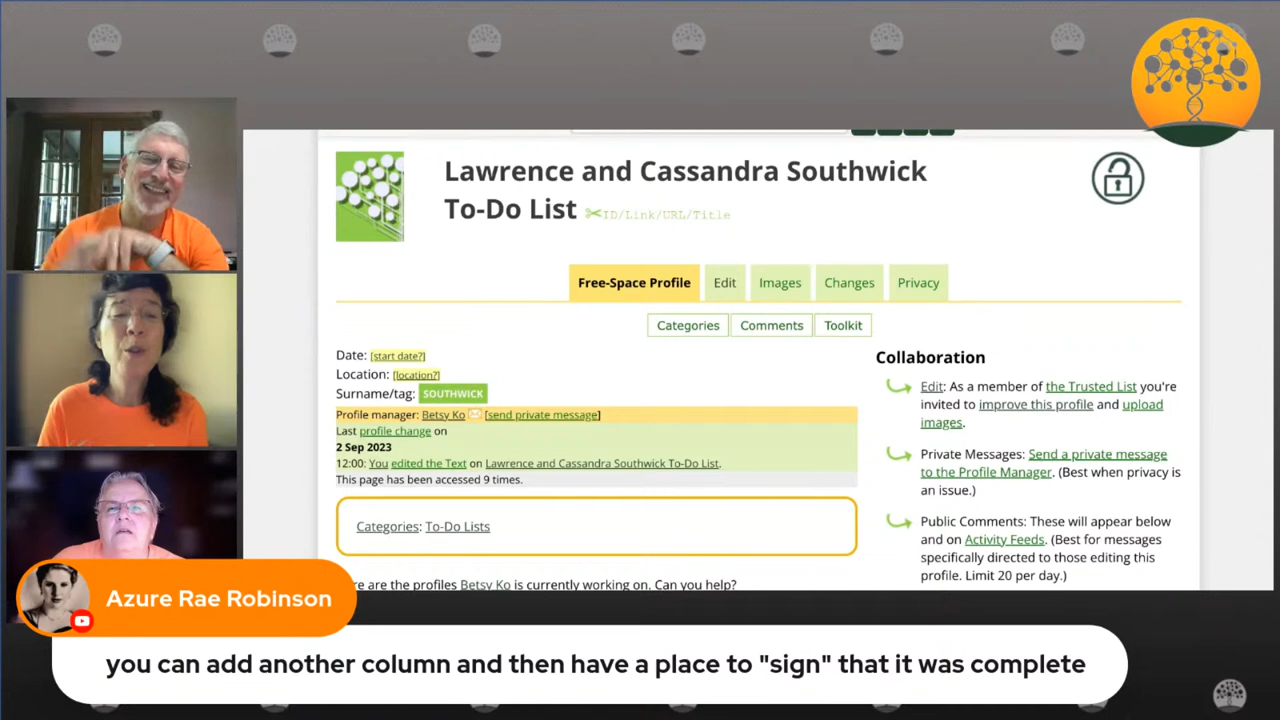 Lawrence and Cassandra Southwick
To-Do List ID/Link/URL/Title
Free-Space Profile Edit Images Changes Privacy
Categories Comments Toolkit
Date: [start date?]
Location: [location?]
Surname/tag: SOUTHWICK
Profile manager: Betsy Ko [send private message]
Last profile change on
2 Sep 2023
12:00: You edited the Text on Lawrence and Cassandra Southwick To-Do List.
This page has been accessed 9 times.
Categories: To-Do Lists
are the profiles Betsy Ko is currently working on. Can you help?
Collaboration
Edit: As a member of the Trusted List you're
invited to improve this profile and upload
images.
Private Messages: Send a private message
to the Profile Manager. (Best when privacy is
an issue.)
Public Comments: These will appear below
and on Activity Feeds. (Best for messages
specifically directed to those editing this
profile. Limit 20 per day.)
Azure Rae Robinson
you can add another column and then have a place to "sign" that it was complete